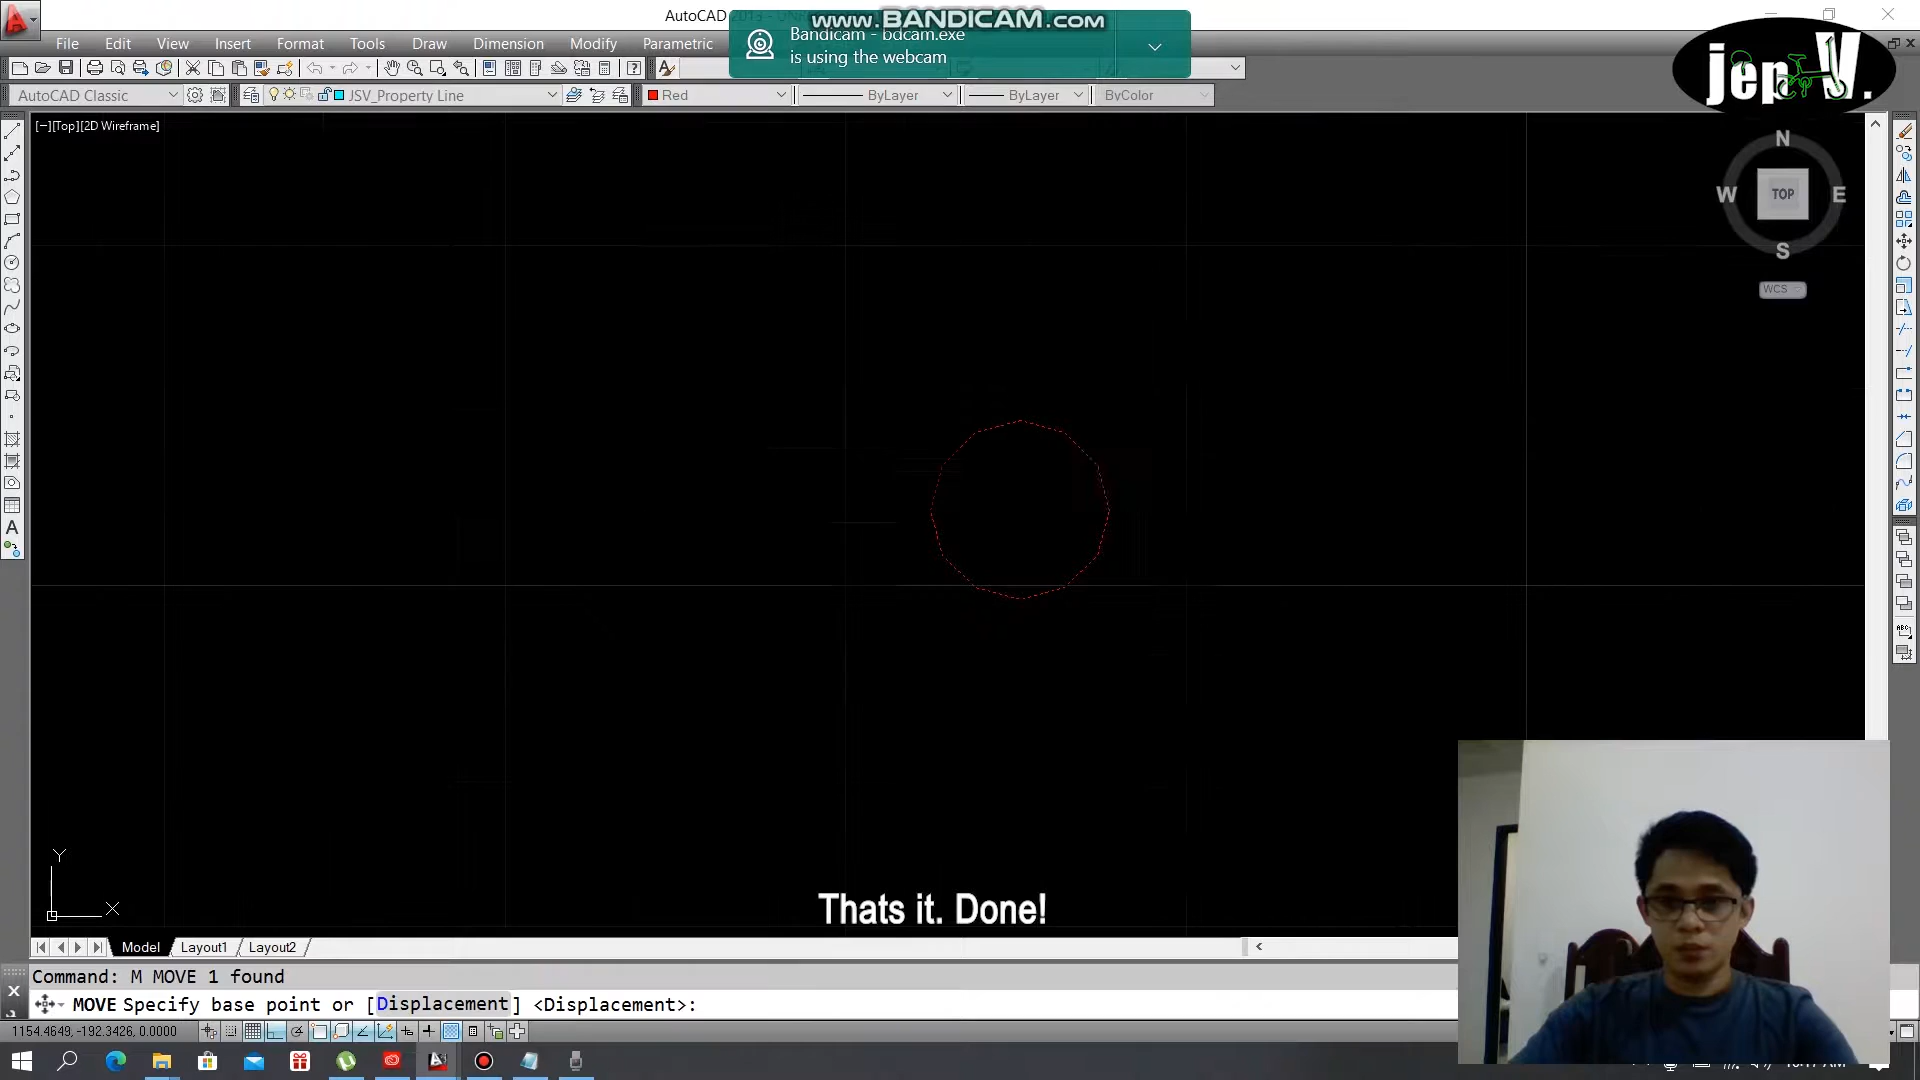 AutoCAD 2013 -
www.BANDICAM.com
Bandicam - bdcam.exe
is using the webcam
File Edit View Insert Format Tools Draw Dimension Modify Parametric
jep V.
AutoCAD Classic
JSV_Property Line
Red
ByLayer
ByLayer
ByColor
[−][Top][2D Wireframe]
N
W TOP E
S
WCS
A
Y
X
Thats it. Done!
Model Layout1 Layout2
Command: M MOVE 1 found
MOVE Specify base point or [Displacement] <Displacement>:
1154.4649, -192.3426, 0.0000